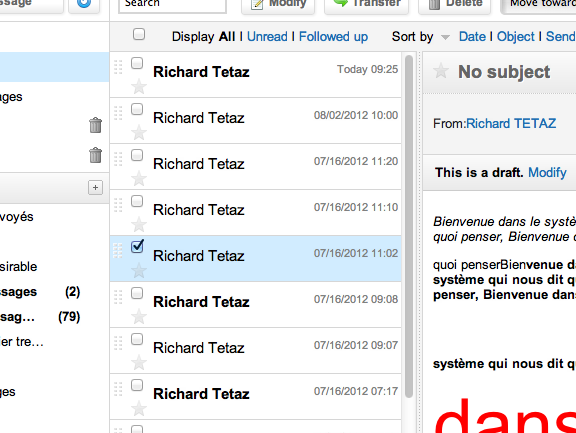 Search
Modify
Transfer
Delete
Move toward
Display All I Unread I Followed up
Sort by
Date I Object I Send
ages
voyés
sirable
ssages (2)
ssag… (79)
ier tre…
ges
Richard Tetaz
Today 09:25
Richard Tetaz
08/02/2012 10:00
Richard Tetaz
07/16/2012 11:20
Richard Tetaz
07/16/2012 11:10
Richard Tetaz
07/16/2012 11:02
Richard Tetaz
07/16/2012 09:08
Richard Tetaz
07/16/2012 09:07
Richard Tetaz
07/16/2012 07:17
No subject
From:Richard TETAZ
This is a draft. Modify
Bienvenue dans le systè
quoi penser, Bienvenue d
quoi penserBienvenue da
système qui nous dit qu
penser, Bienvenue dans
système qui nous dit qu
dans